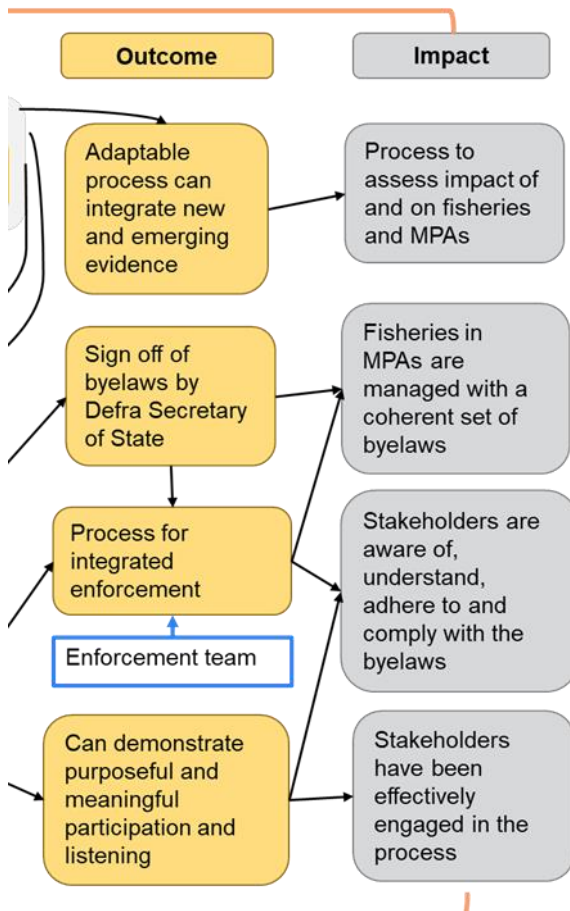 Outcome
Impact
Adaptable
process can
integrate new
and emerging
evidence
Process to
assess impact of
and on fisheries
and MPAs
Sign off of
byelaws by
Defra Secretary
of State
Fisheries in
MPAs are
managed with a
coherent set of
byelaws
Process for
integrated
enforcement
Stakeholders are
aware of,
understand,
adhere to and
comply with the
byelaws
Enforcement team
Can demonstrate
purposeful and
meaningful
participation and
listening
Stakeholders
have been
effectively
engaged in the
process